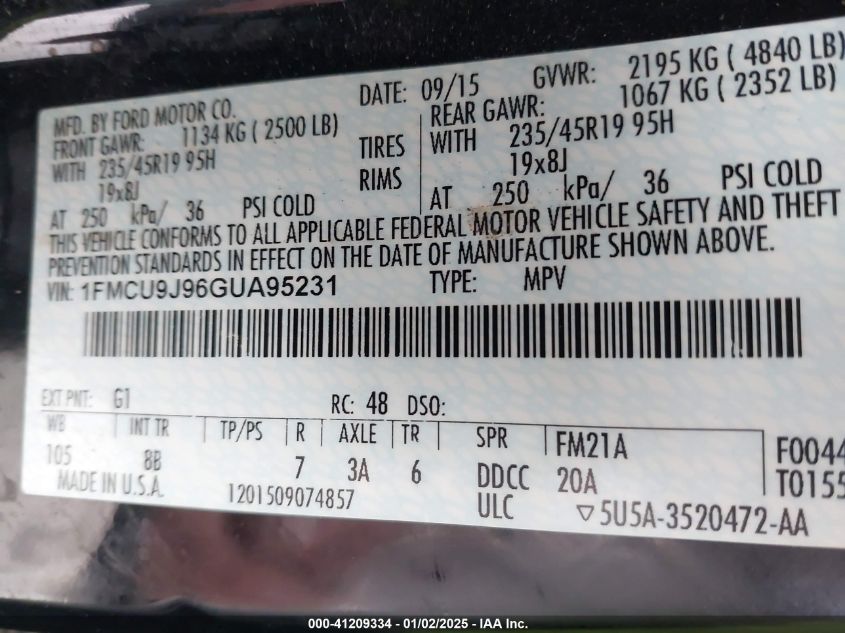 MFD. BY FORD MOTOR CO. DATE: 09/15 GVWR: 2195 KG ( 4840 LB)
FRONT GAWR: 1134 KG ( 2500 LB) REAR GAWR: 1067 KG ( 2352 LB)
WITH 235/45R19 95H TIRES WITH 235/45R19 95H
19x8J RIMS 19x8J
AT 250 kPa/ 36 PSI COLD AT 250 kPa/ 36 PSI COLD
THIS VEHICLE CONFORMS TO ALL APPLICABLE FEDERAL MOTOR VEHICLE SAFETY AND THEFT
PREVENTION STANDARDS IN EFFECT ON THE DATE OF MANUFACTURE SHOWN ABOVE.
VIN: 1FMCU9J96GUA95231 TYPE: MPV
EXT PNT: G1 RC: 48 DSO:
WB INT TR TP/PS R AXLE TR SPR FM21A F0044
105 8B 7 3A 6 DDCC 20A T0155
MADE IN U.S.A. 1201509074857 ULC ▽5U5A-3520472-AA
000-41209334 - 01/02/2025 - IAA Inc.